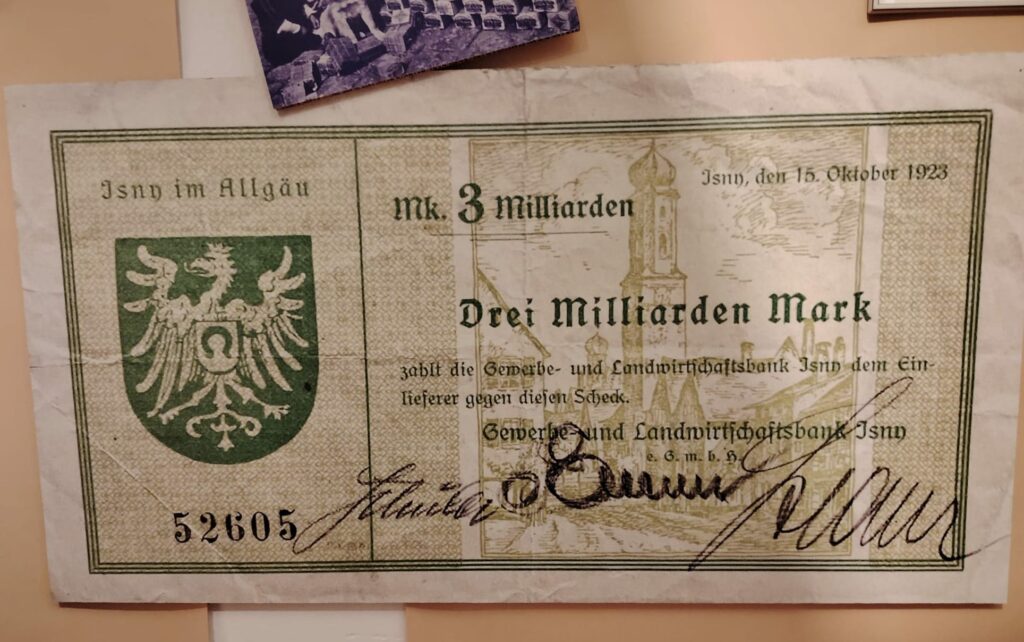 Isny im Allgäu
52605
Isny, den 15. Oktober 1923
Mk. 3 Milliarden
Drei Milliarden Mark
zahlt die Gewerbe- und Landwirtschaftsbank Isny dem Ein-
lieferer gegen diesen Scheck.
Gewerbe- und Landwirtschaftsbank Isny
e. G. m. b. H.